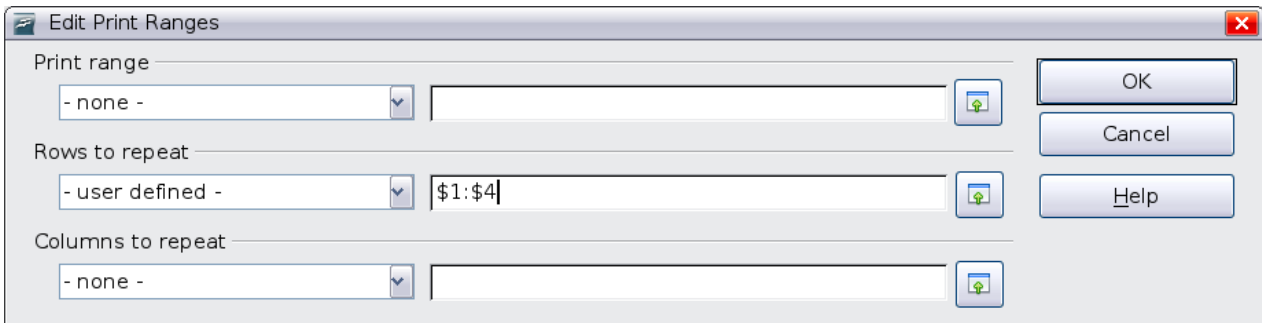 Edit Print Ranges
Print range
- none -
OK
Cancel
Rows to repeat
- user defined - $1:$4
Help
Columns to repeat
- none -